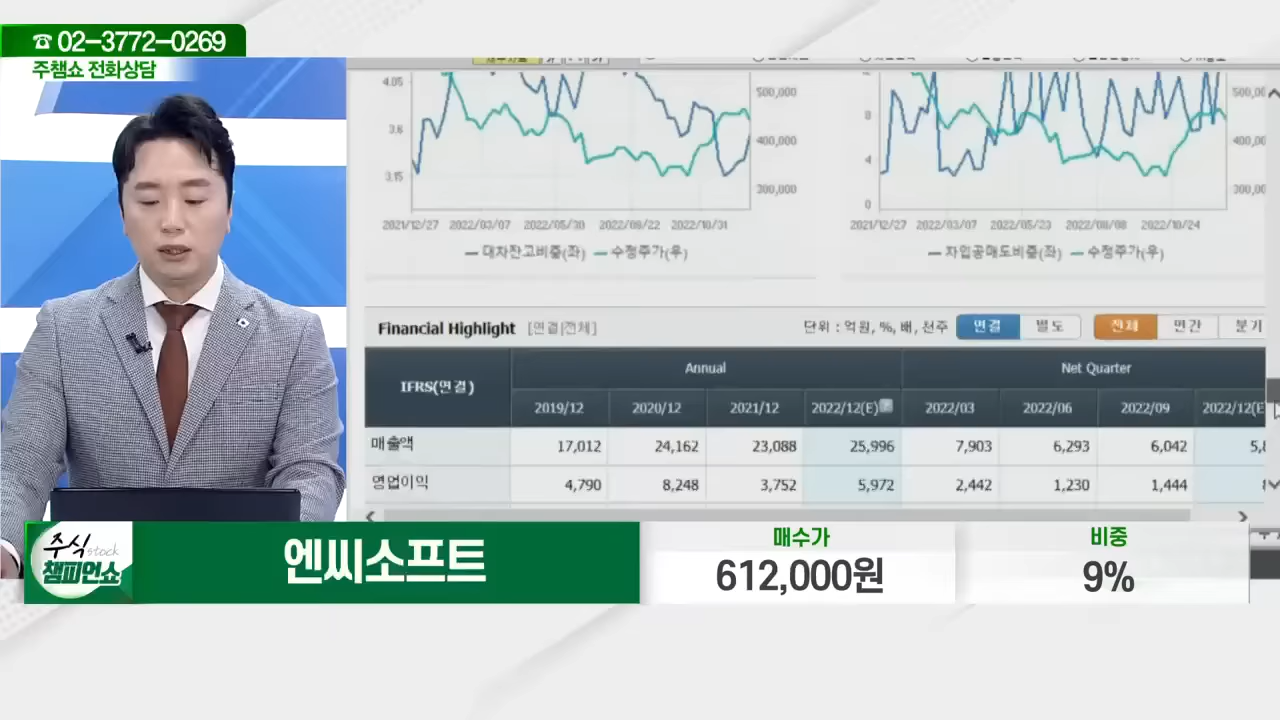 ☎ 02-3772-0269
주챔쇼 전화상담
4.05
3.6
3.15
500,000
400,000
300,000
2021/12/27 2022/03/07 2022/05/30 2022/08/22 2022/10/31
대차잔고비중(좌) 수정주가(우)
8
4
0
500,00
400,00
300,00
2021/12/27 2022/03/07 2022/05/23 2022/08/08 2022/10/24
차입공매도비중(좌) 수정주가(우)
Financial Highlight [연결|전체]
단위 : 억원, %, 배, 천주 연결 별도 전체 연간 분기
IFRS(연결) Annual Net Quarter
2019/12 2020/12 2021/12 2022/12(E) 2022/03 2022/06 2022/09 2022/12(E
매출액 17,012 24,162 23,088 25,996 7,903 6,293 6,042
영업이익 4,790 8,248 3,752 5,972 2,442 1,230 1,444
주식 stock
챔피언쇼
엔씨소프트
매수가
612,000원
비중
9%